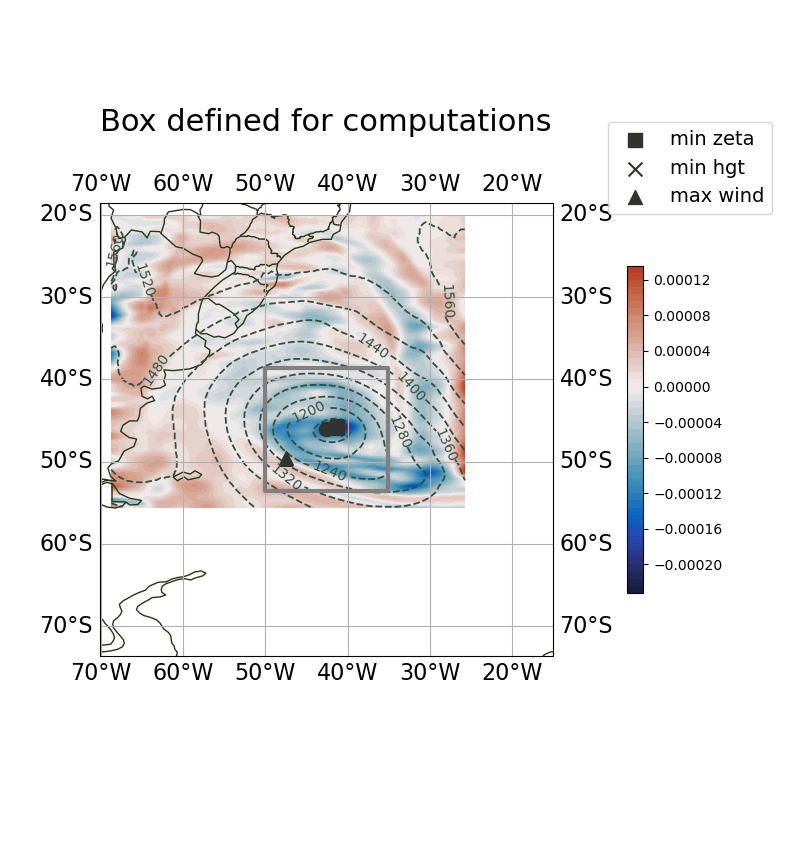 Box defined for computations
min zeta
min hgt
max wind
70°W 60°W 50°W 40°W 30°W 20°W
20°S 20°S
30°S 30°S
40°S 40°S
50°S 50°S
60°S 60°S
70°S 70°S
70°W 60°W 50°W 40°W 30°W 20°W
1560
1520
1560
1480
1440
1400
1200
1280
1360
1240
1320
0.00012
0.00008
0.00004
0.00000
−0.00004
−0.00008
−0.00012
−0.00016
−0.00020